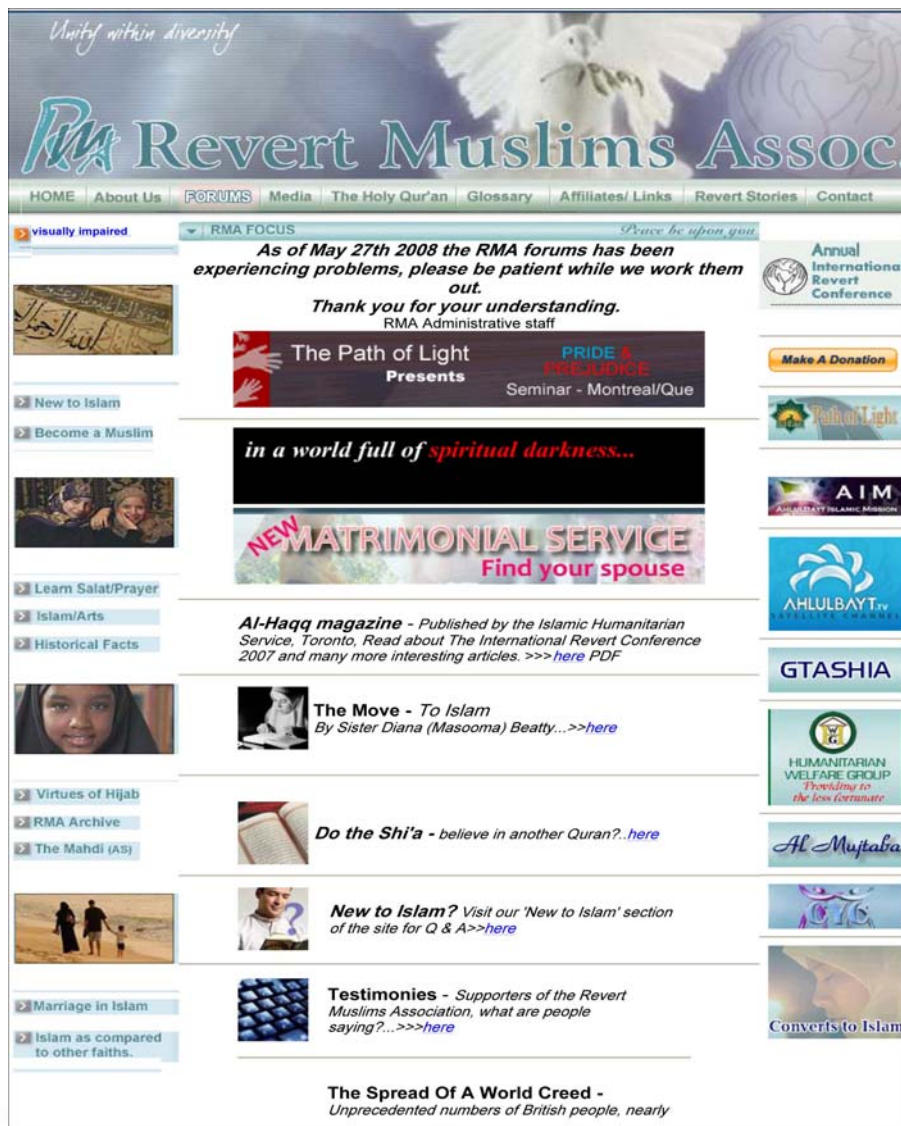 Unity within diversity
Rma Revert Muslims Assoc.
HOME About Us FORUMS Media The Holy Qur'an Glossary Affiliates/ Links Revert Stories Contact
visually impaired
New to Islam
Become a Muslim
Learn Salat/Prayer
Islam/Arts
Historical Facts
Virtues of Hijab
RMA Archive
The Mahdi (AS)
Marriage in Islam
Islam as compared
to other faiths.
RMA FOCUS Peace be upon you
As of May 27th 2008 the RMA forums has been
experiencing problems, please be patient while we work them
out.
Thank you for your understanding.
RMA Administrative staff
The Path of Light
Presents
PRIDE &
PREJUDICE
Seminar - Montreal/Que
in a world full of spiritual darkness...
NEW
MATRIMONIAL SERVICE
Find your spouse
Al-Haqq magazine - Published by the Islamic Humanitarian
Service, Toronto, Read about The International Revert Conference
2007 and many more interesting articles. >>>here PDF
The Move - To Islam
By Sister Diana (Masooma) Beatty...>>here
Do the Shi'a - believe in another Quran?..here
New to Islam? Visit our 'New to Islam' section
of the site for Q & A>>here
Testimonies - Supporters of the Revert
Muslims Association, what are people
saying?...>>>here
The Spread Of A World Creed -
Unprecedented numbers of British people, nearly
Annual
Internationa
Revert
Conference
Make A Donation
Path of Light
AIM
AHLULBAYT ISLAMIC MISSION
AHLULBAYT.TV
SATELLITE CHANNEL
GTASHIA
WG
HUMANITARIAN
WELFARE GROUP
Providing to
the less fortunate
Al Mujtaba
CYC
Converts to Islam